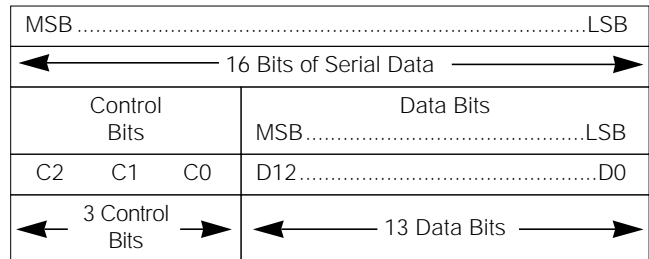 MSB.................................................................................LSB
16 Bits of Serial Data
Control
Bits
Data Bits
MSB..................................................LSB
C2 C1 C0
D12................................................D0
3 Control
Bits
13 Data Bits